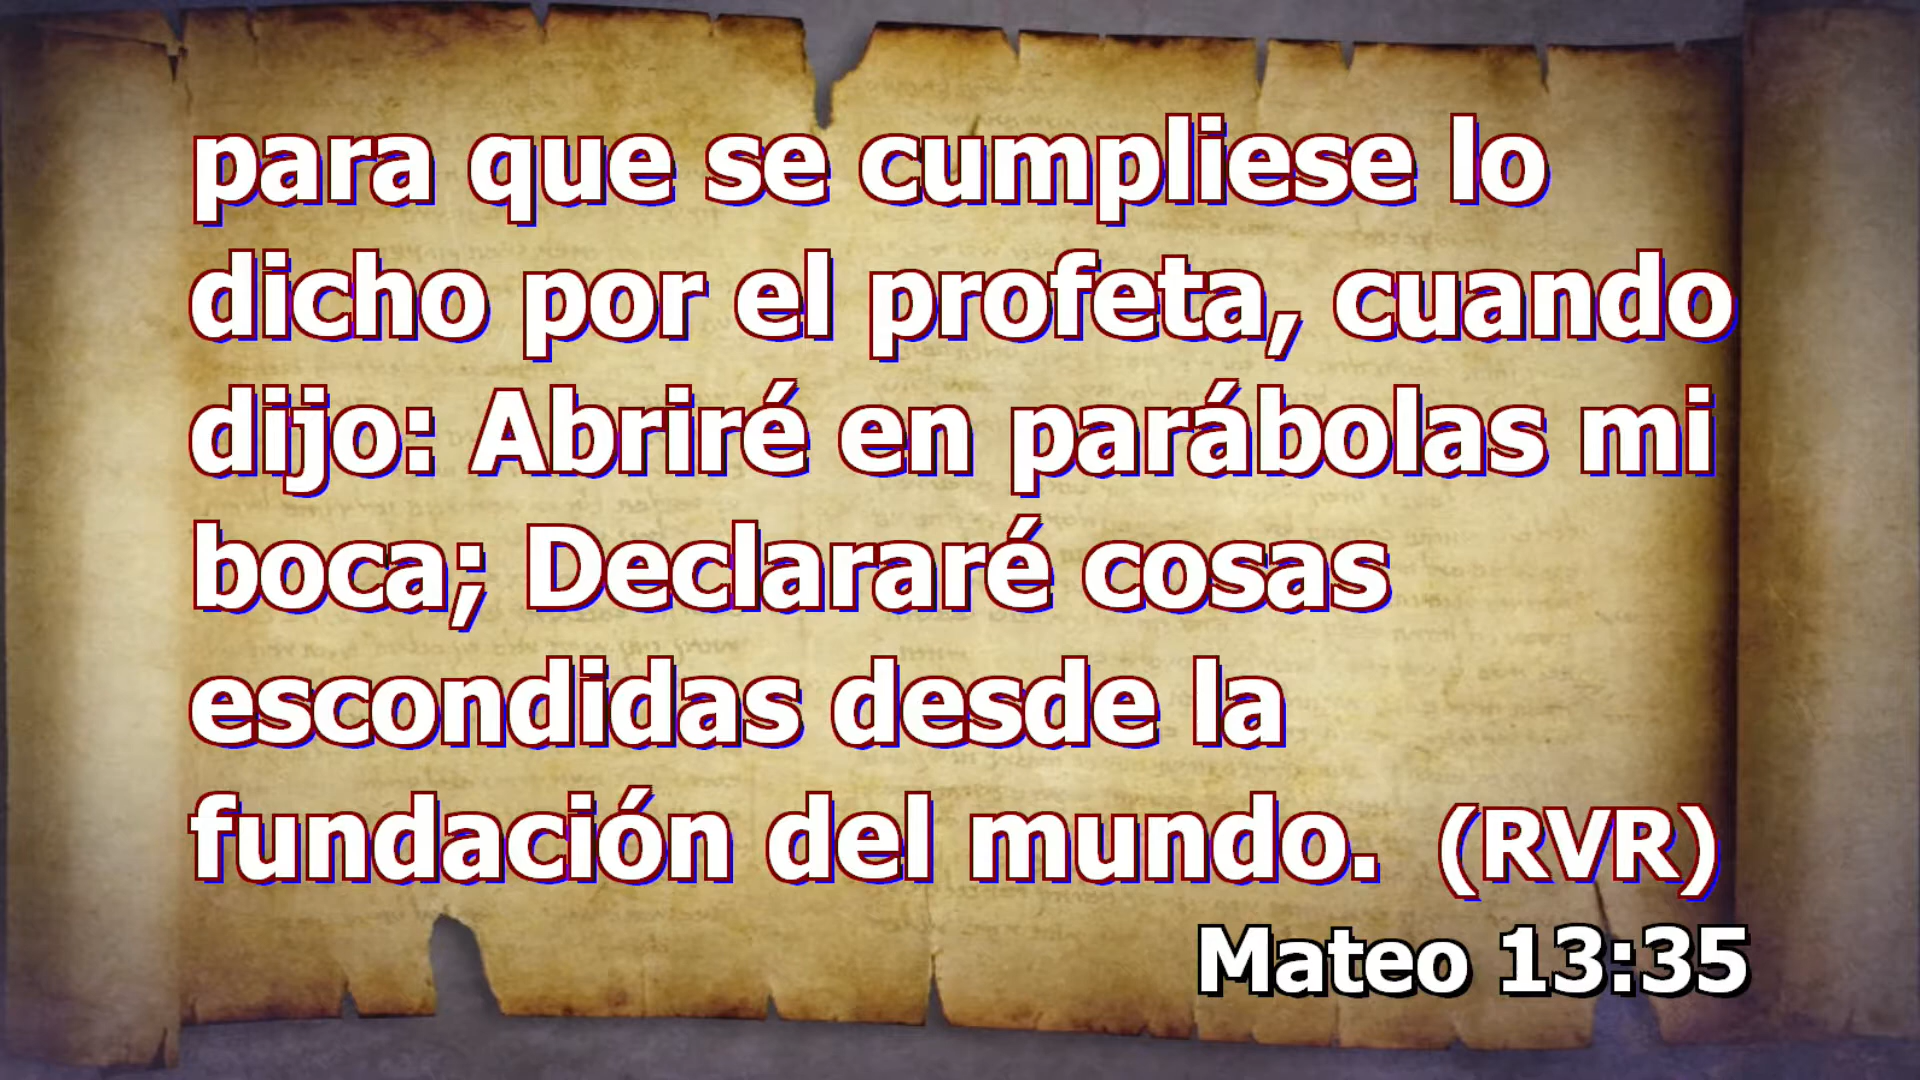 para que se cumpliese lo
dicho por el profeta, cuando
dijo: Abriré en parábolas mi
boca; Declararé cosas
escondidas desde la
fundación del mundo. (RVR)
Mateo 13:35